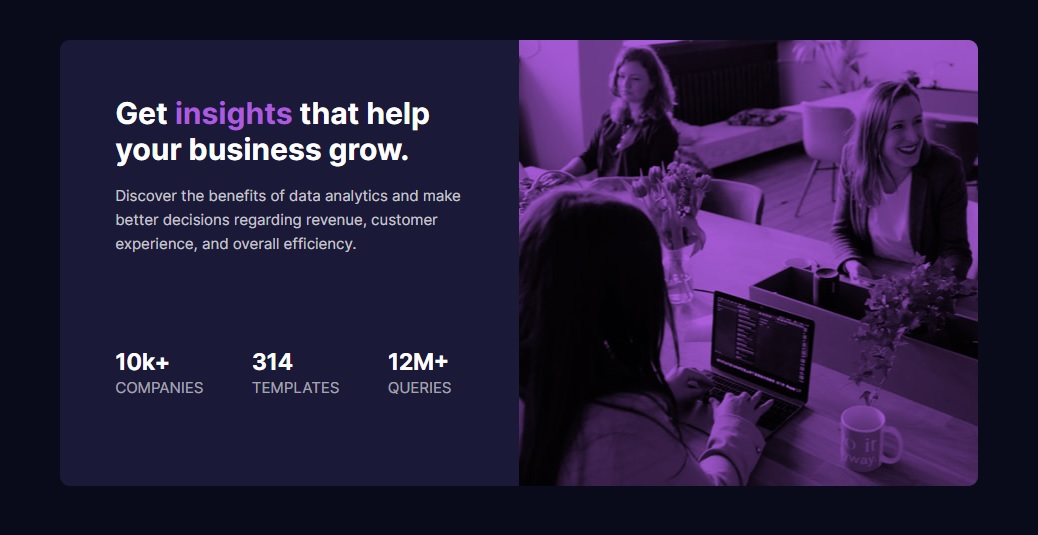 Get insights that help
your business grow.
Discover the benefits of data analytics and make
better decisions regarding revenue, customer
experience, and overall efficiency.
10k+ 314 12M+
COMPANIES TEMPLATES QUERIES
it